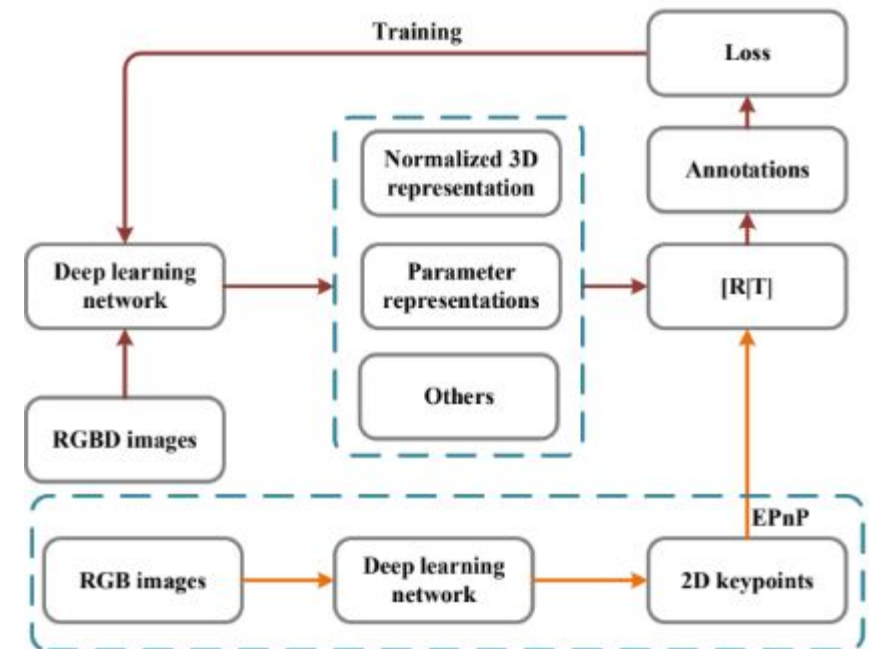 Training
Loss
Normalized 3D
representation
Annotations
Deep learning
network
Parameter
representations
[R|T]
Others
RGBD images
EPnP
RGB images
Deep learning
network
2D keypoints